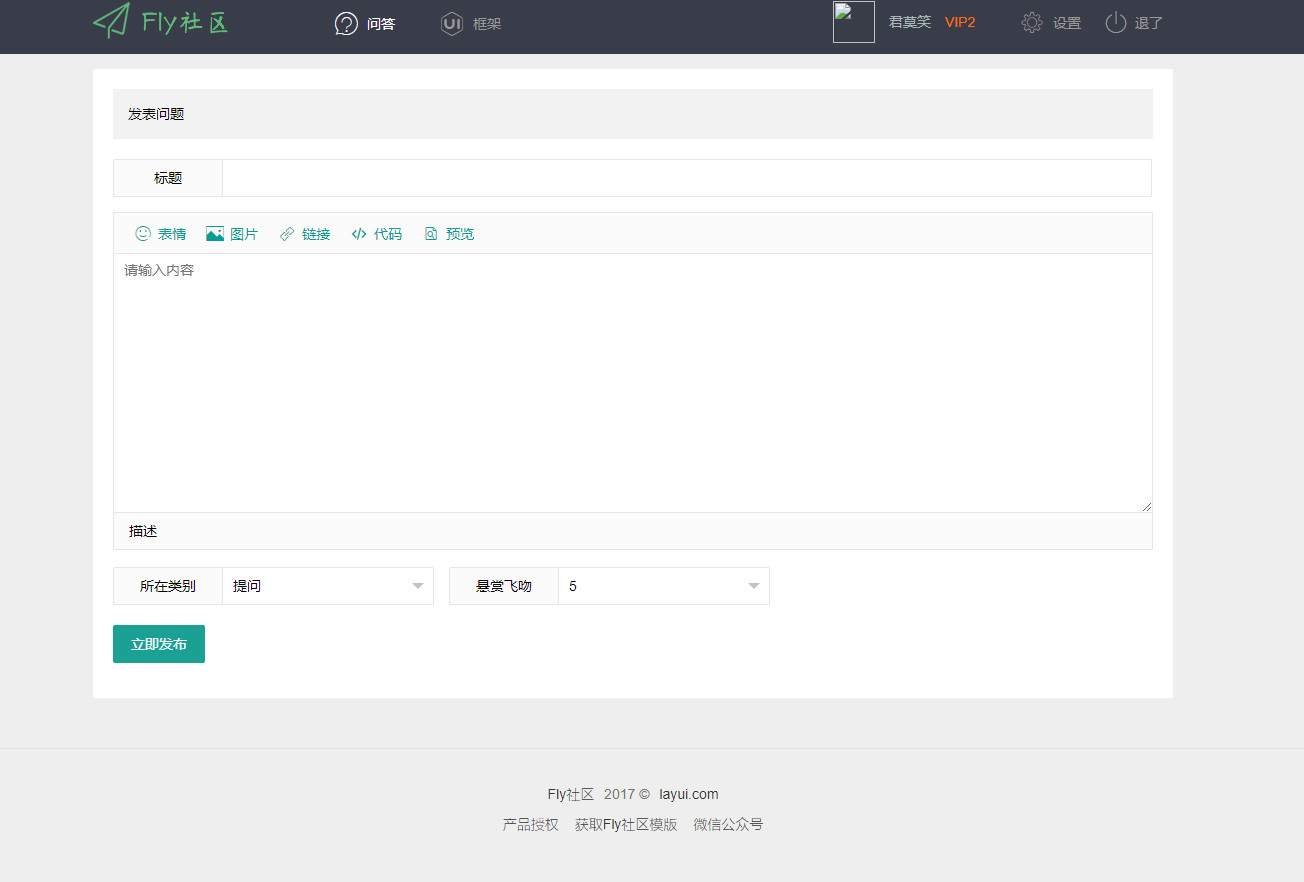 Fly社区 问答 UI 框架 君莫笑 VIP2 设置 退了
发表问题
标题
表情 图片 链接 代码 预览
请输入内容
描述
所在类别 提问 悬赏飞吻 5
立即发布
Fly社区 2017 © layui.com
产品授权 获取Fly社区模版 微信公众号